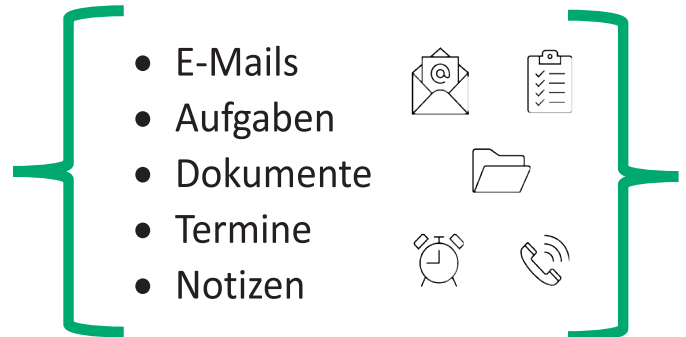 • E-Mails
• Aufgaben
• Dokumente
• Termine
• Notizen
@